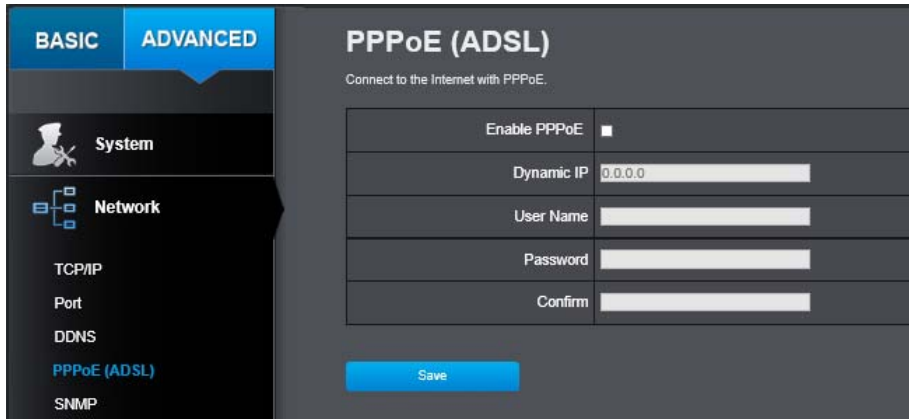 BASIC
ADVANCED
System
Network
TCP/IP
Port
DDNS
PPPoE (ADSL)
SNMP
PPPoE (ADSL)
Connect to the Internet with PPPoE.
Enable PPPoE
Dynamic IP 0.0.0.0
User Name
Password
Confirm
Save